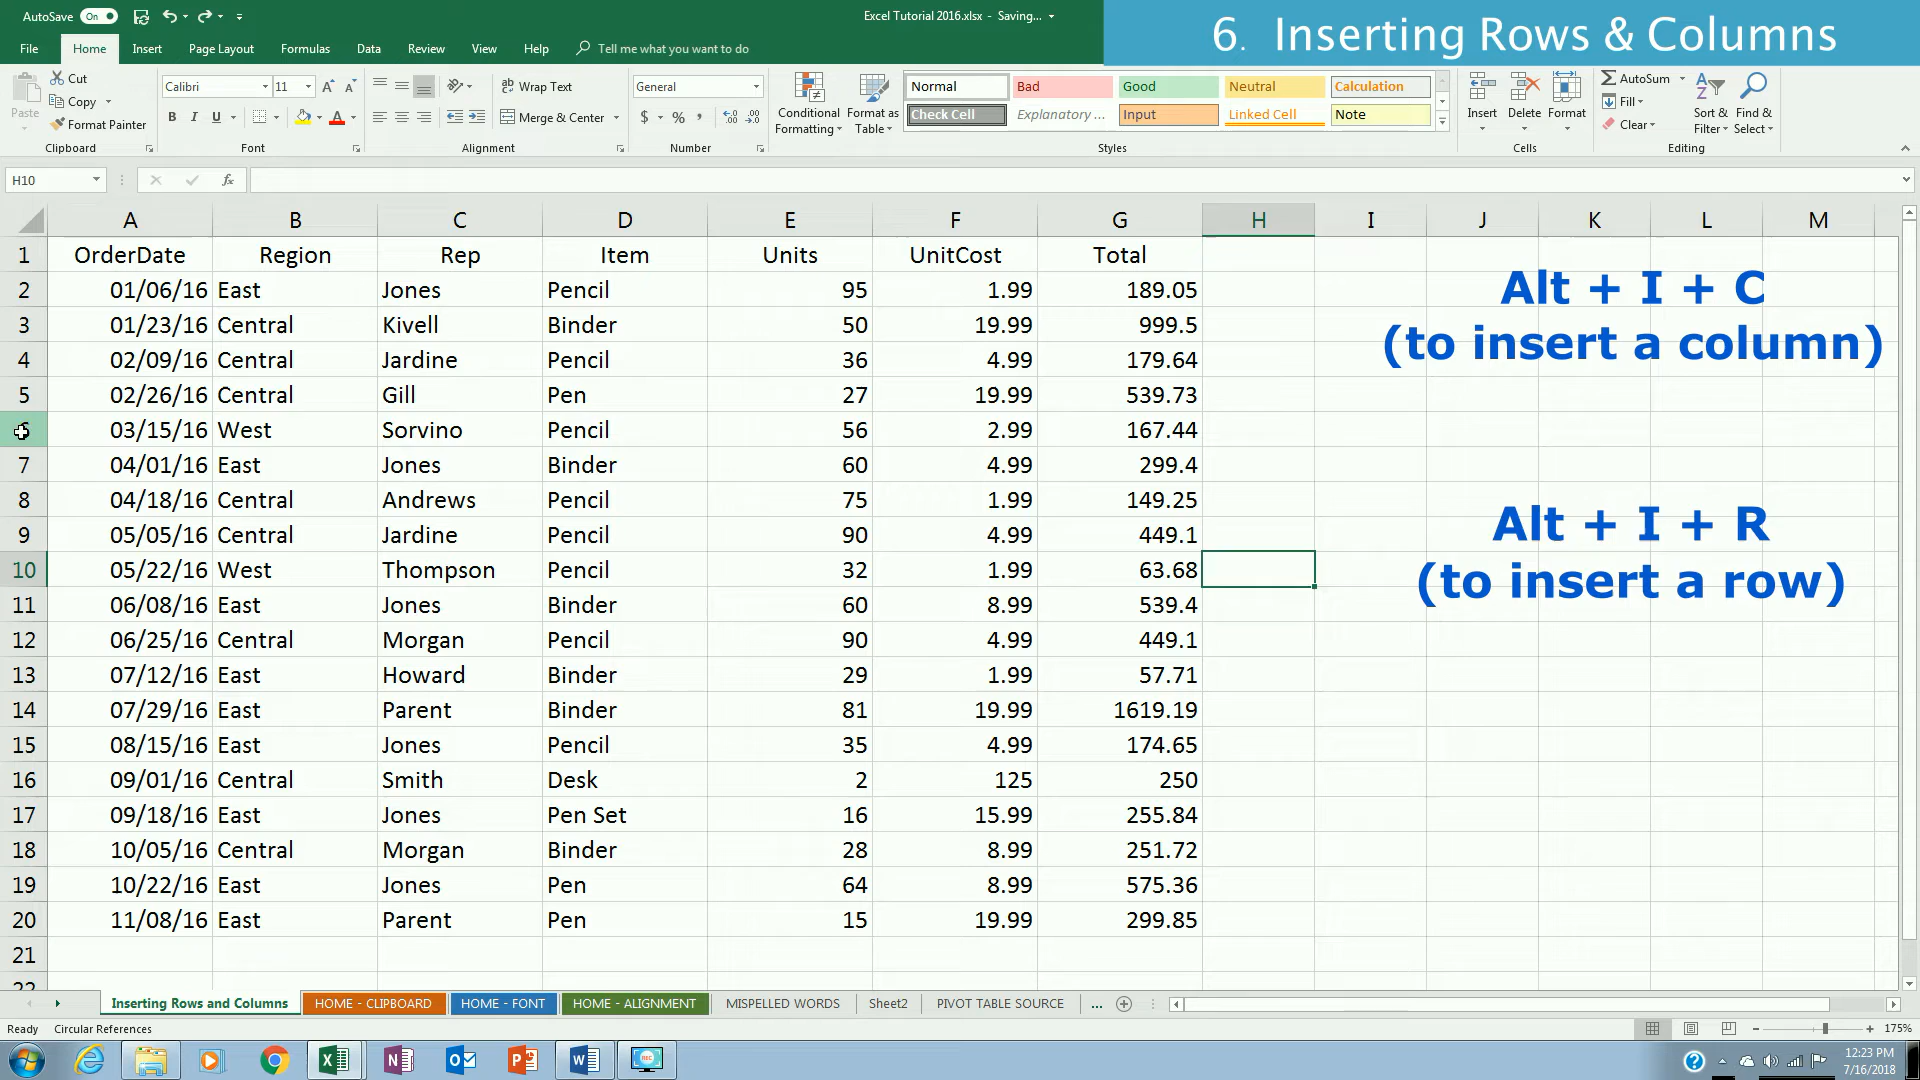 AutoSave On
Excel Tutorial 2016.xlsx - Saving...
6. Inserting Rows & Columns
File Home Insert Page Layout Formulas Data Review View Help Tell me what you want to do
Paste
Cut
Copy
Format Painter
Clipboard
Calibri 11
B I U
Font
Wrap Text
Merge & Center
Alignment
General
$ % ,
Number
Conditional Formatting
Format as Table
Normal Bad Good Neutral Calculation
Check Cell Explanatory ... Input Linked Cell Note
Styles
Insert Delete Format
Cells
AutoSum
Fill
Clear
Sort & Filter
Find & Select
Editing
H10 fx
A B C D E F G H I J K L M
1 OrderDate Region Rep Item Units UnitCost Total
2 01/06/16 East Jones Pencil 95 1.99 189.05
3 01/23/16 Central Kivell Binder 50 19.99 999.5
4 02/09/16 Central Jardine Pencil 36 4.99 179.64
5 02/26/16 Central Gill Pen 27 19.99 539.73
6 03/15/16 West Sorvino Pencil 56 2.99 167.44
7 04/01/16 East Jones Binder 60 4.99 299.4
8 04/18/16 Central Andrews Pencil 75 1.99 149.25
9 05/05/16 Central Jardine Pencil 90 4.99 449.1
10 05/22/16 West Thompson Pencil 32 1.99 63.68
11 06/08/16 East Jones Binder 60 8.99 539.4
12 06/25/16 Central Morgan Pencil 90 4.99 449.1
13 07/12/16 East Howard Binder 29 1.99 57.71
14 07/29/16 East Parent Binder 81 19.99 1619.19
15 08/15/16 East Jones Pencil 35 4.99 174.65
16 09/01/16 Central Smith Desk 2 125 250
17 09/18/16 East Jones Pen Set 16 15.99 255.84
18 10/05/16 Central Morgan Binder 28 8.99 251.72
19 10/22/16 East Jones Pen 64 8.99 575.36
20 11/08/16 East Parent Pen 15 19.99 299.85
21
22
Alt + I + C
(to insert a column)
Alt + I + R
(to insert a row)
Inserting Rows and Columns HOME - CLIPBOARD HOME - FONT HOME - ALIGNMENT MISPELLED WORDS Sheet2 PIVOT TABLE SOURCE ...
Ready Circular References
175%
12:23 PM
7/16/2018